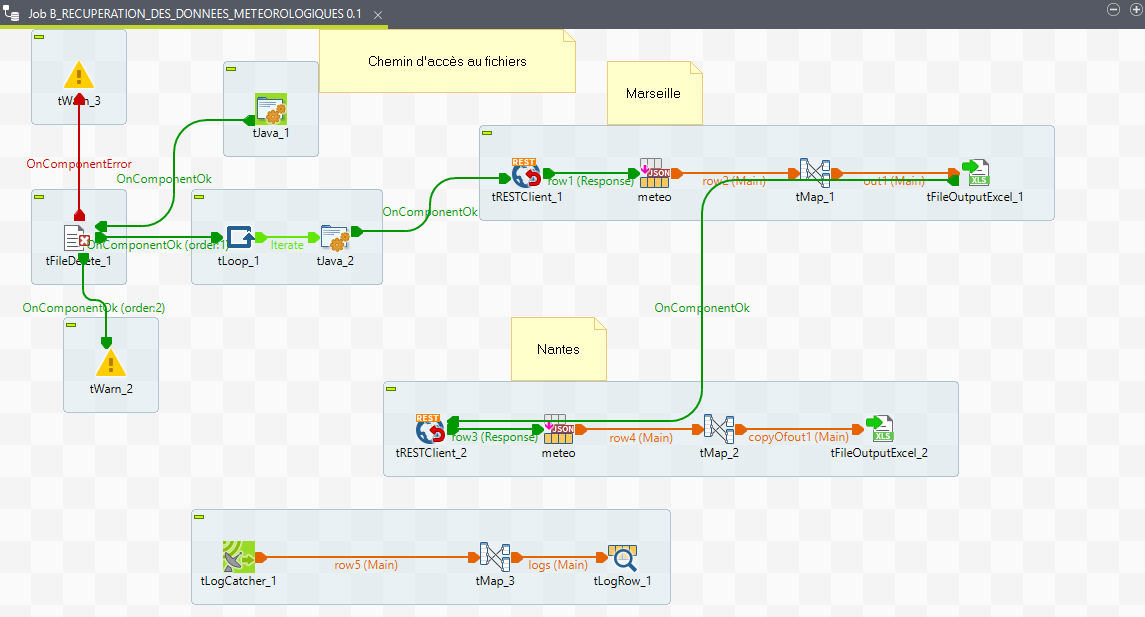 Job B_RECUPERATION_DES_DONNEES_METEOROLOGIQUES 0.1
Chemin d'accès au fichiers
Marseille
tWarn_3
tJava_1
OnComponentError
OnComponentOk
REST
JSON
XLS
row1 (Response)
row2 (Main)
out1 (Main)
tRESTClient_1
meteo
tMap_1
tFileOutputExcel_1
OnComponentOk
OnComponentOk (order:1)
Iterate
tFileDelete_1
tLoop_1
tJava_2
OnComponentOk (order:2)
OnComponentOk
Nantes
tWarn_2
REST
JSON
XLS
row3 (Response)
row4 (Main)
copyOfout1 (Main)
tRESTClient_2
meteo
tMap_2
tFileOutputExcel_2
row5 (Main)
logs (Main)
tLogCatcher_1
tMap_3
tLogRow_1